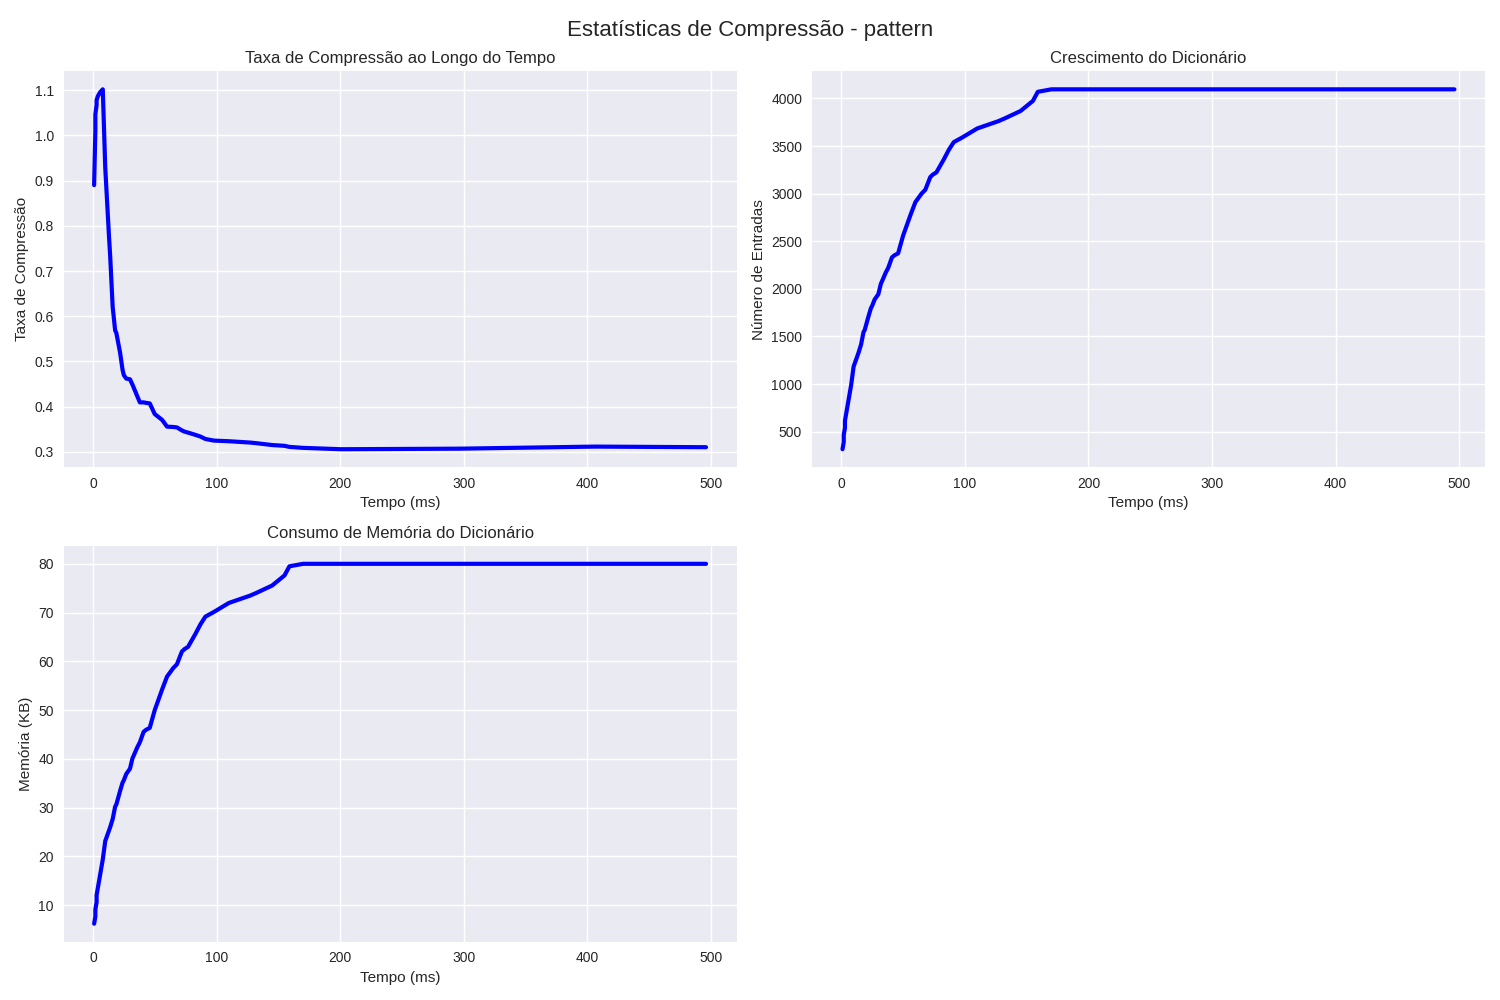 Estatísticas de Compressão - pattern
Taxa de Compressão ao Longo do Tempo
Taxa de Compressão
1.1
1.0
0.9
0.8
0.7
0.6
0.5
0.4
0.3
0 100 200 300 400 500
Tempo (ms)
Crescimento do Dicionário
Número de Entradas
4000
3500
3000
2500
2000
1500
1000
500
0 100 200 300 400 500
Tempo (ms)
Consumo de Memória do Dicionário
Memória (KB)
80
70
60
50
40
30
20
10
0 100 200 300 400 500
Tempo (ms)